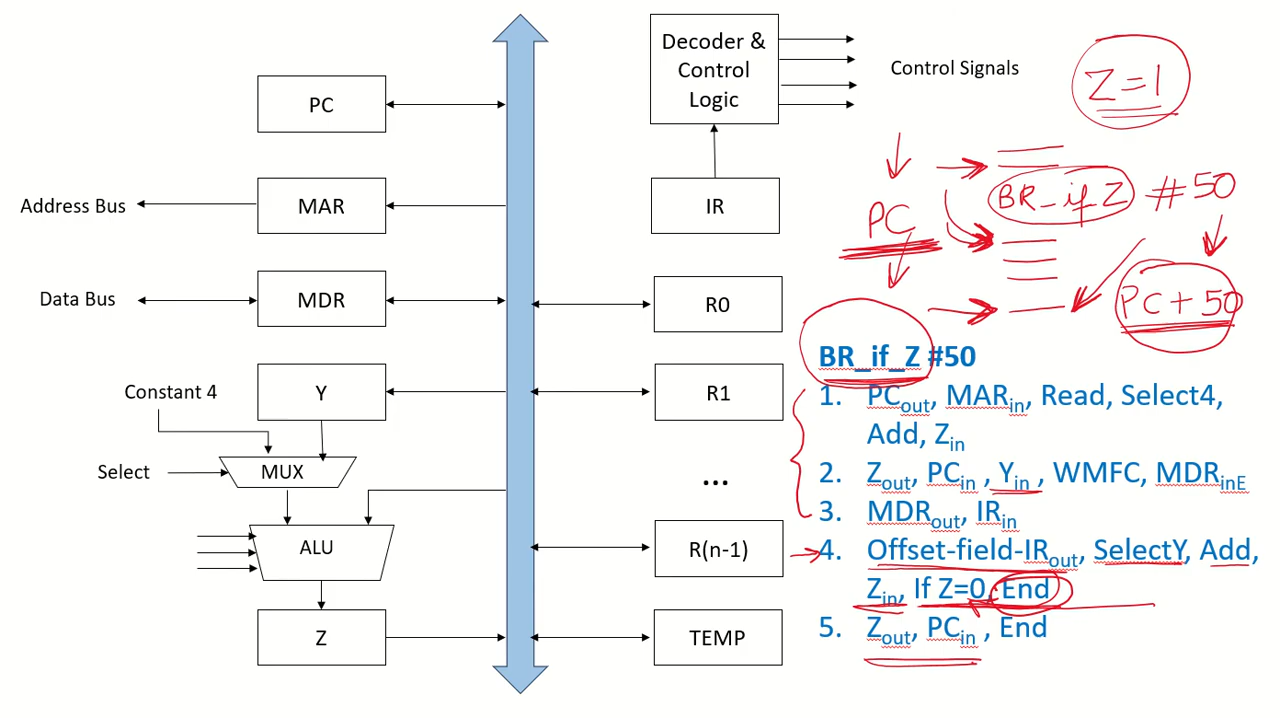 PC
Address Bus
MAR
Data Bus
MDR
Constant 4
Y
Select
MUX
ALU
Z
Decoder &
Control
Logic
Control Signals
IR
R0
R1
...
R(n-1)
TEMP
Z=1
BR_if Z #50
PC
PC+50
BR_if_Z #50
1. PCout, MARin, Read, Select4,
Add, Zin
2. Zout, PCin , Yin , WMFC, MDRinE
3. MDRout, IRin
4. Offset-field-IRout, SelectY, Add,
Zin, If Z=0, End
5. Zout, PCin , End